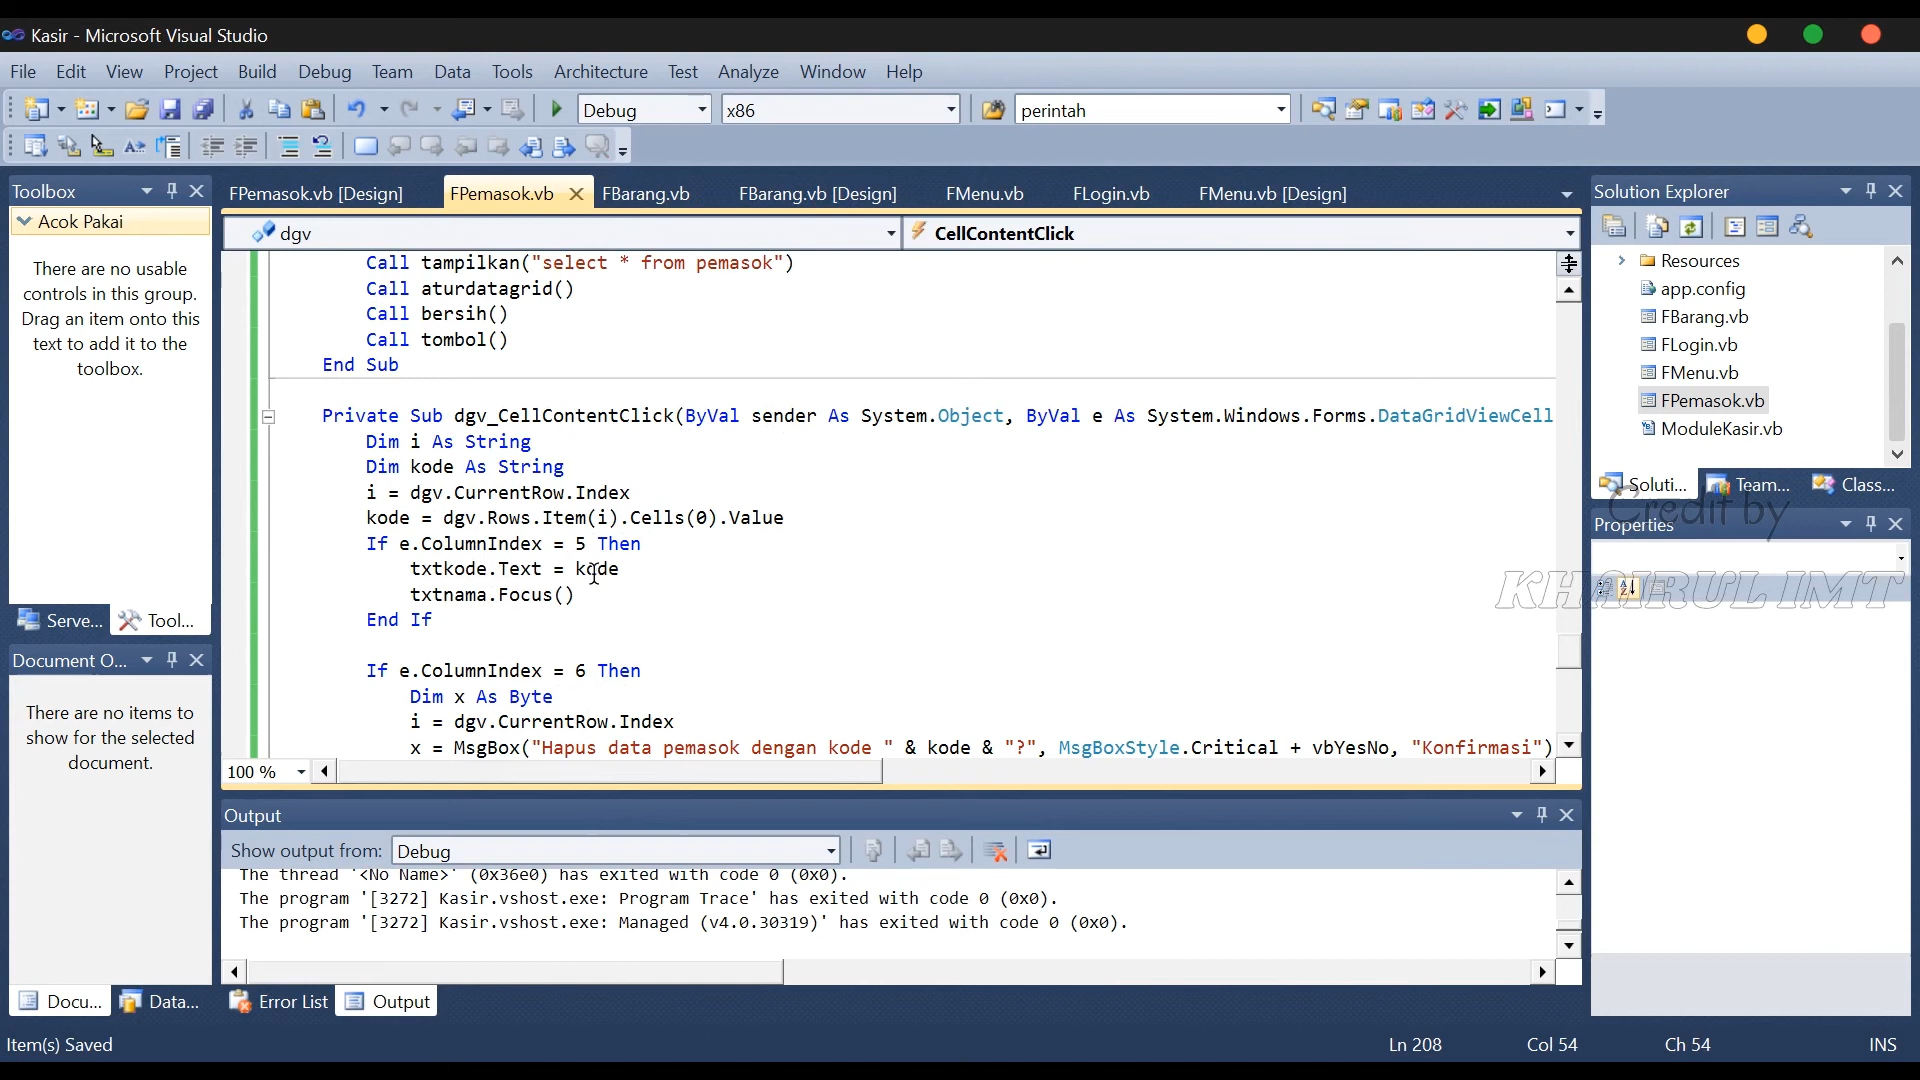 Kasir - Microsoft Visual Studio
File Edit View Project Build Debug Team Data Tools Architecture Test Analyze Window Help
Debug x86 perintah
Toolbox
Acok Pakai
There are no usable
controls in this group.
Drag an item onto this
text to add it to the
toolbox.
Serve... Tool...
Document O...
There are no items to
show for the selected
document.
Docu... Data...
FPemasok.vb [Design] FPemasok.vb FBarang.vb FBarang.vb [Design] FMenu.vb FLogin.vb FMenu.vb [Design]
dgv CellContentClick
Call tampilkan("select * from pemasok")
Call aturdatagrid()
Call bersih()
Call tombol()
End Sub
Private Sub dgv_CellContentClick(ByVal sender As System.Object, ByVal e As System.Windows.Forms.DataGridViewCell
Dim i As String
Dim kode As String
i = dgv.CurrentRow.Index
kode = dgv.Rows.Item(i).Cells(0).Value
If e.ColumnIndex = 5 Then
txtkode.Text = kode
txtnama.Focus()
End If
If e.ColumnIndex = 6 Then
Dim x As Byte
i = dgv.CurrentRow.Index
x = MsgBox("Hapus data pemasok dengan kode " & kode & "?", MsgBoxStyle.Critical + vbYesNo, "Konfirmasi")
100 %
Output
Show output from: Debug
The thread '<No Name>' (0x36e0) has exited with code 0 (0x0).
The program '[3272] Kasir.vshost.exe: Program Trace' has exited with code 0 (0x0).
The program '[3272] Kasir.vshost.exe: Managed (v4.0.30319)' has exited with code 0 (0x0).
Error List Output
Solution Explorer
Resources
app.config
FBarang.vb
FLogin.vb
FMenu.vb
FPemasok.vb
ModuleKasir.vb
Soluti... Team... Class...
Credit by
Properties
KHAIRUL IMT
Item(s) Saved Ln 208 Col 54 Ch 54 INS